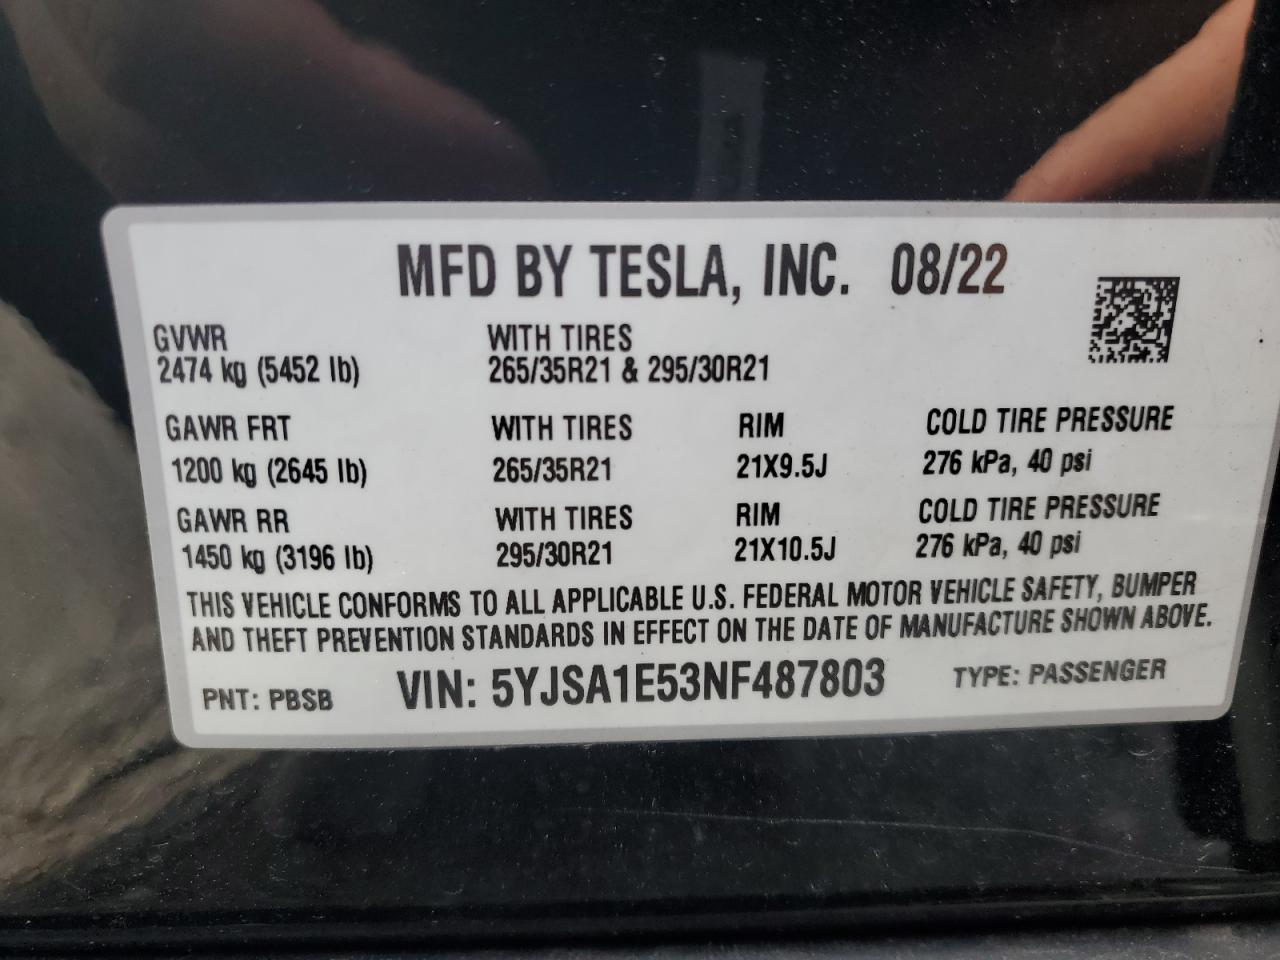 MFD BY TESLA, INC. 08/22
GVWR WITH TIRES
2474 kg (5452 lb) 265/35R21 & 295/30R21
GAWR FRT WITH TIRES RIM COLD TIRE PRESSURE
1200 kg (2645 lb) 265/35R21 21X9.5J 276 kPa, 40 psi
GAWR RR WITH TIRES RIM COLD TIRE PRESSURE
1450 kg (3196 lb) 295/30R21 21X10.5J 276 kPa, 40 psi
THIS VEHICLE CONFORMS TO ALL APPLICABLE U.S. FEDERAL MOTOR VEHICLE SAFETY, BUMPER
AND THEFT PREVENTION STANDARDS IN EFFECT ON THE DATE OF MANUFACTURE SHOWN ABOVE.
PNT: PBSB VIN: 5YJSA1E53NF487803 TYPE: PASSENGER